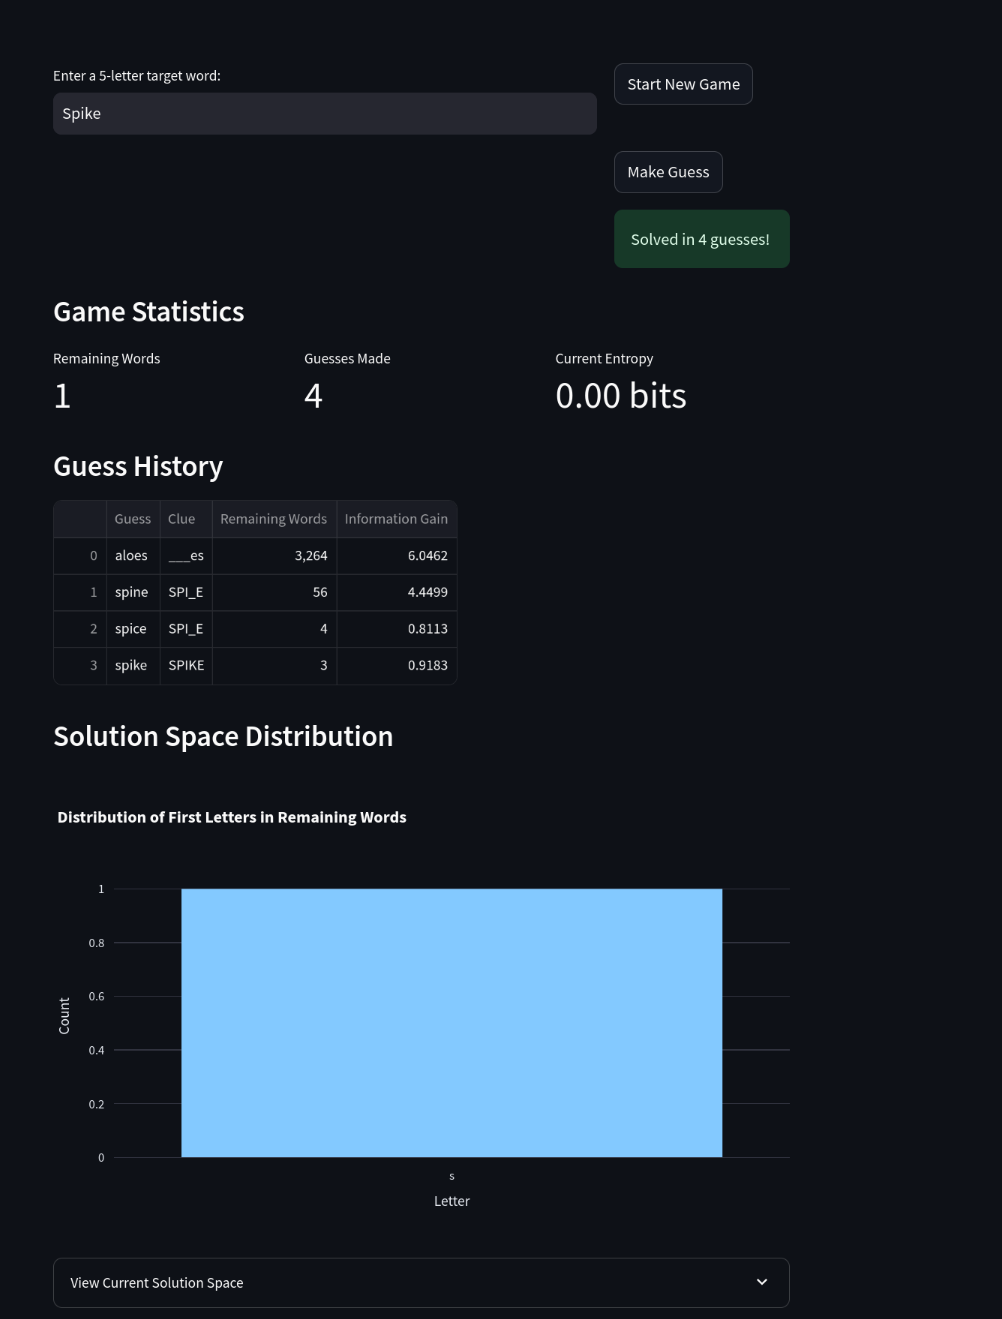 Enter a 5-letter target word:
Start New Game
Spike
Make Guess
Solved in 4 guesses!
Game Statistics
Remaining Words Guesses Made Current Entropy
1 4 0.00 bits
Guess History
Guess Clue Remaining Words Information Gain
0 aloes ___es 3,264 6.0462
1 spine SPI_E 56 4.4499
2 spice SPI_E 4 0.8113
3 spike SPIKE 3 0.9183
Solution Space Distribution
Distribution of First Letters in Remaining Words
1
0.8
0.6
Count
0.4
0.2
0
s
Letter
View Current Solution Space